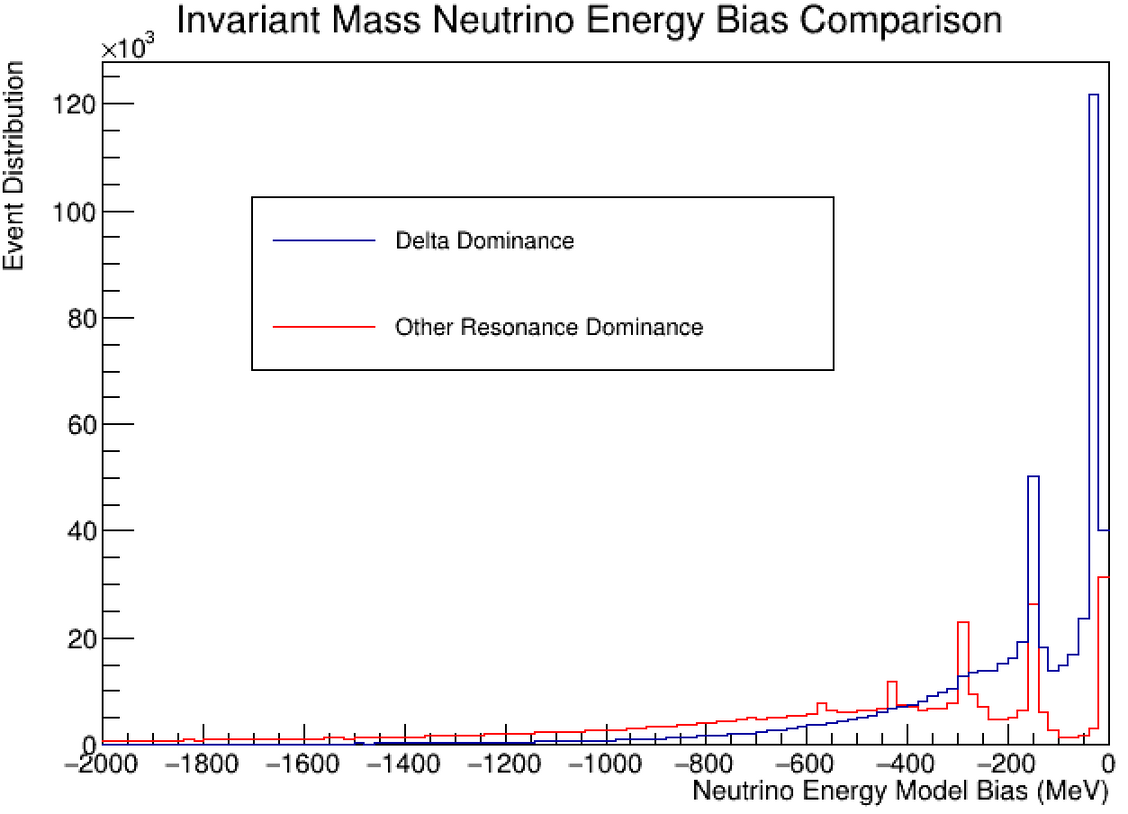 Invariant Mass Neutrino Energy Bias Comparison
×10³
Event Distribution
120
100
80
60
40
20
0
Delta Dominance
Other Resonance Dominance
−2000 −1800 −1600 −1400 −1200 −1000 −800 −600 −400 −200 0
Neutrino Energy Model Bias (MeV)